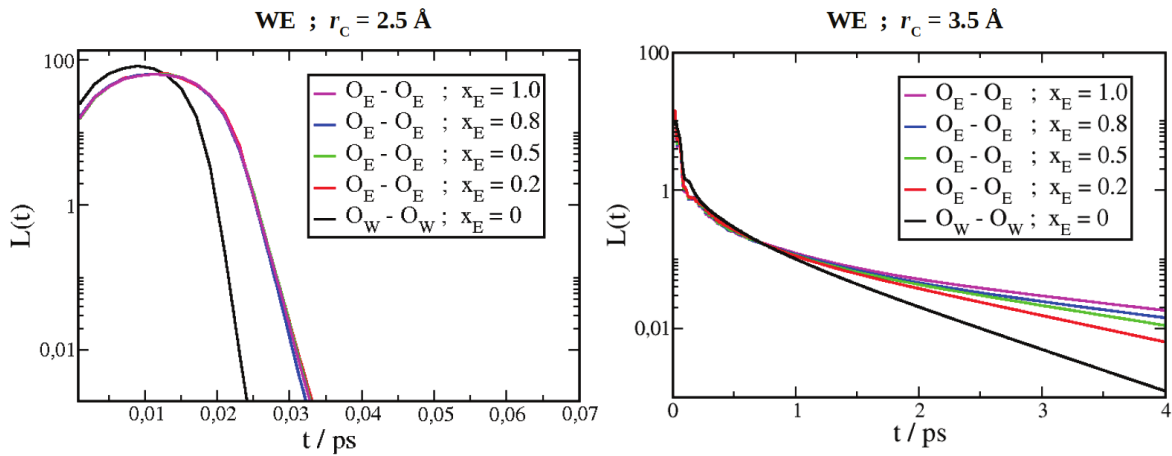 WE ; r_C = 2.5 Å
100
1
0,01
L(t)
O_E - O_E ; x_E = 1.0
O_E - O_E ; x_E = 0.8
O_E - O_E ; x_E = 0.5
O_E - O_E ; x_E = 0.2
O_W - O_W ; x_E = 0
0,01 0,02 0,03 0,04 0,05 0,06 0,07
t / ps
WE ; r_C = 3.5 Å
100
1
0,01
L(t)
O_E - O_E ; x_E = 1.0
O_E - O_E ; x_E = 0.8
O_E - O_E ; x_E = 0.5
O_E - O_E ; x_E = 0.2
O_W - O_W ; x_E = 0
0 1 2 3 4
t / ps